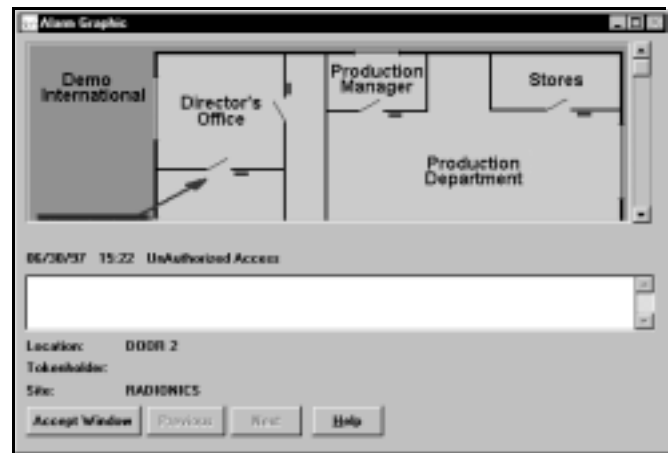 Alarm Graphic
Demo
International
Director's
Office
Production
Manager
Stores
Production
Department
06/30/97 15:22 UnAuthorized Access
Location: DOOR 2
Tokenholder:
Site: RADIONICS
Accept Window Previous Next Help